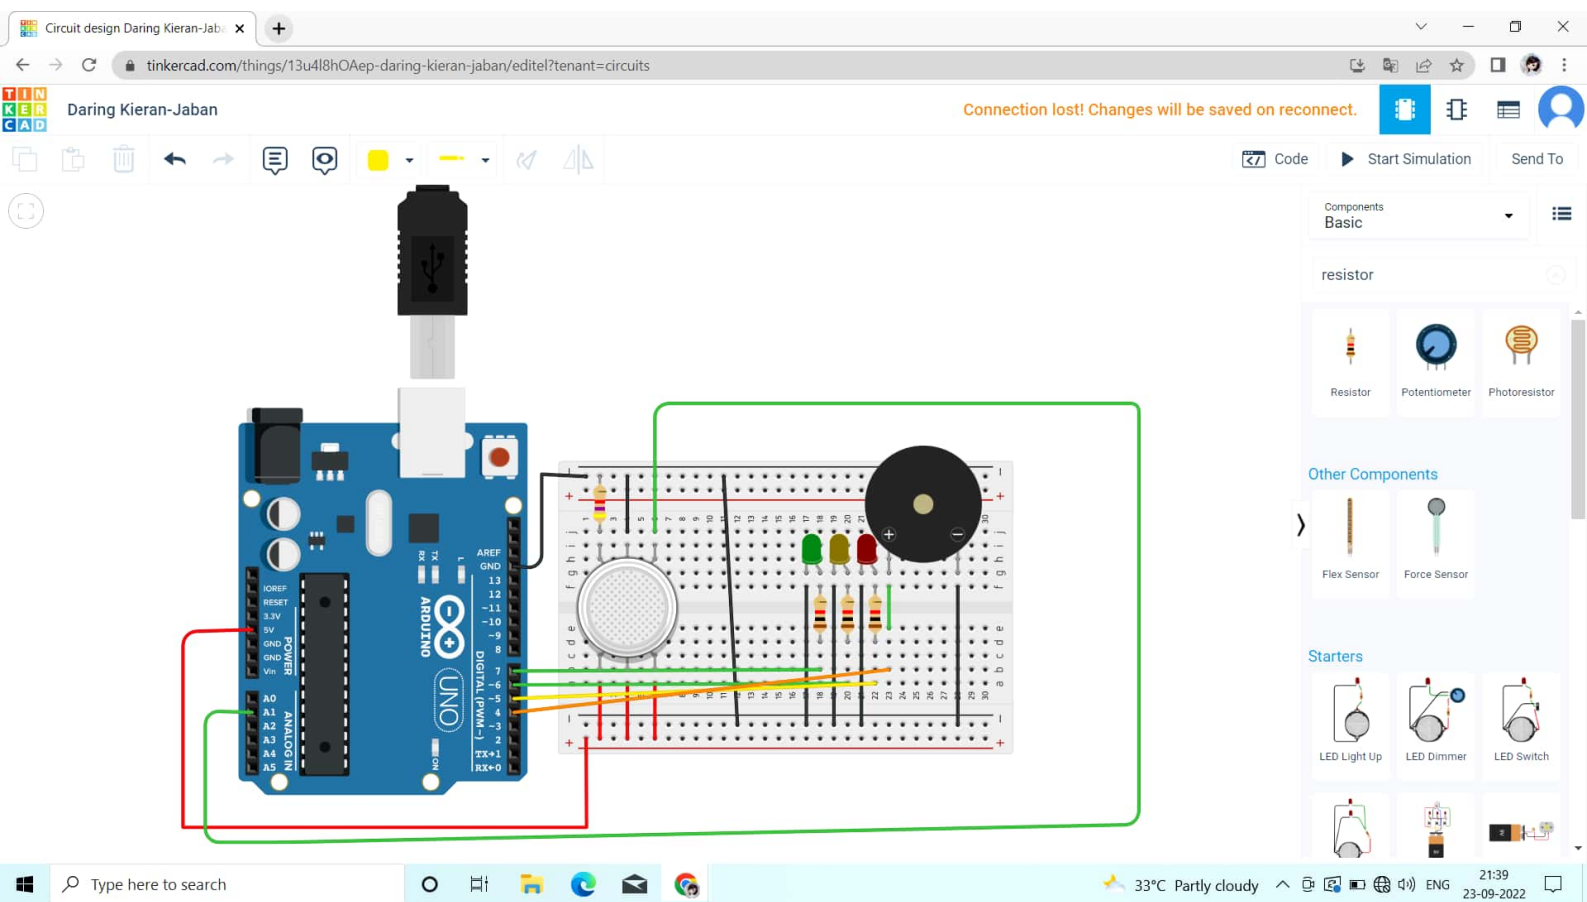 Circuit design Daring Kieran-Jab
tinkercad.com/things/13u4l8hOAep-daring-kieran-jaban/editel?tenant=circuits
TIN
KER
CAD
Daring Kieran-Jaban
Connection lost! Changes will be saved on reconnect.
Code
Start Simulation
Send To
Components
Basic
resistor
Resistor
Potentiometer
Photoresistor
Other Components
Flex Sensor
Force Sensor
Starters
LED Light Up
LED Dimmer
LED Switch
AREF
GND
13
12
~11
~10
~9
8
7
~6
~5
4
~3
2
TX→1
RX←0
DIGITAL (PWM~)
RX
TX
L
ARDUINO
UNO
ON
IOREF
RESET
3.3V
5V
GND
GND
Vin
POWER
A0
A1
A2
A3
A4
A5
ANALOG IN
Type here to search
33°C Partly cloudy
ENG
21:39
23-09-2022